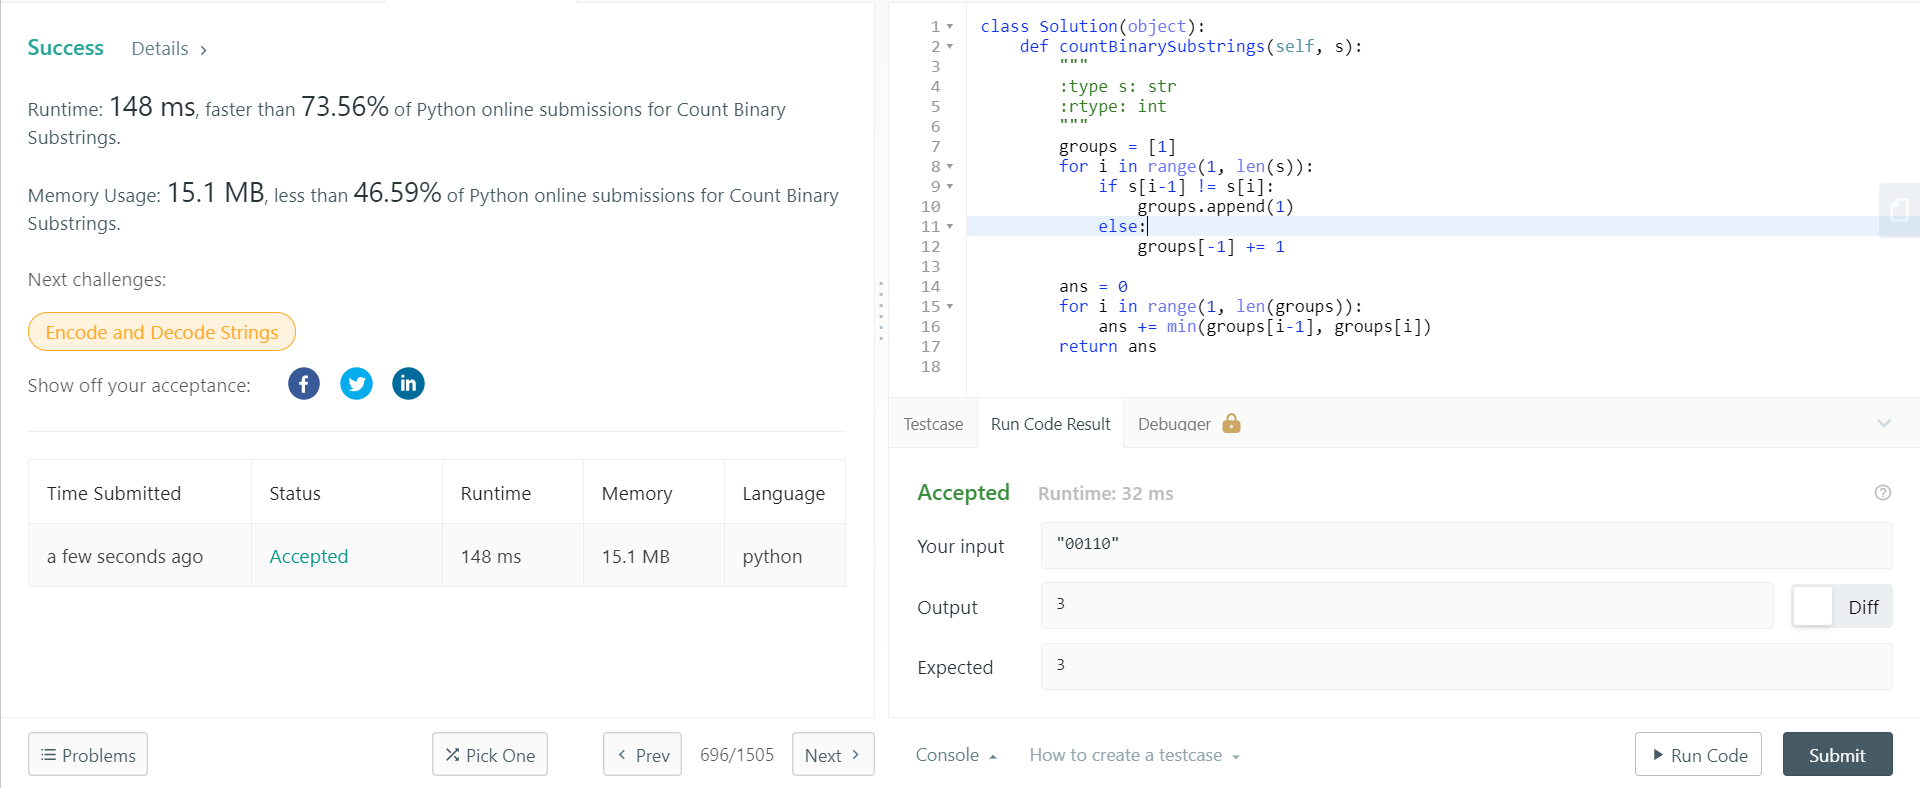 Success Details >
Runtime: 148 ms, faster than 73.56% of Python online submissions for Count Binary
Substrings.
Memory Usage: 15.1 MB, less than 46.59% of Python online submissions for Count Binary
Substrings.
Next challenges:
Encode and Decode Strings
Show off your acceptance:
Time Submitted Status Runtime Memory Language
a few seconds ago Accepted 148 ms 15.1 MB python
Problems Pick One < Prev 696/1505 Next >
1 class Solution(object):
2     def countBinarySubstrings(self, s):
3         """
4         :type s: str
5         :rtype: int
6         """
7         groups = [1]
8         for i in range(1, len(s)):
9             if s[i-1] != s[i]:
10                 groups.append(1)
11             else:
12                 groups[-1] += 1
13
14         ans = 0
15         for i in range(1, len(groups)):
16             ans += min(groups[i-1], groups[i])
17         return ans
18
Testcase Run Code Result Debugger
Accepted Runtime: 32 ms
Your input "00110"
Output 3 Diff
Expected 3
Console How to create a testcase Run Code Submit